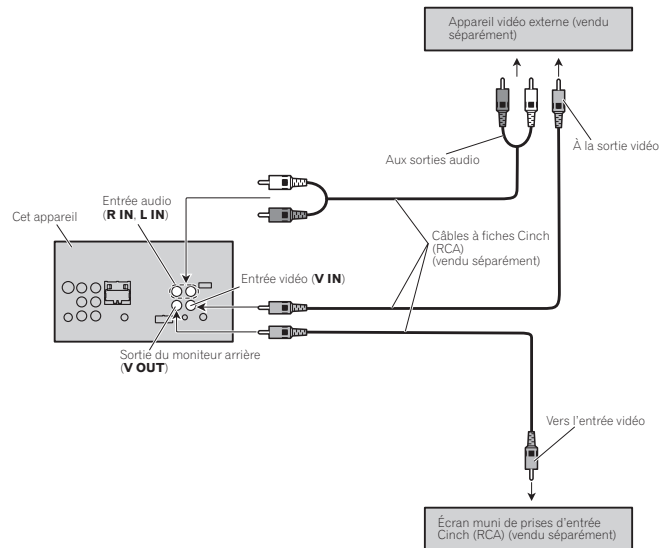 Appareil vidéo externe (vendu
séparément)
À la sortie vidéo
Aux sorties audio
Entrée audio
(R IN, L IN)
Cet appareil
Câbles à fiches Cinch
(RCA)
(vendu séparément)
Entrée vidéo (V IN)
Sortie du moniteur arrière
(V OUT)
Vers l'entrée vidéo
Écran muni de prises d'entrée
Cinch (RCA) (vendu séparément)